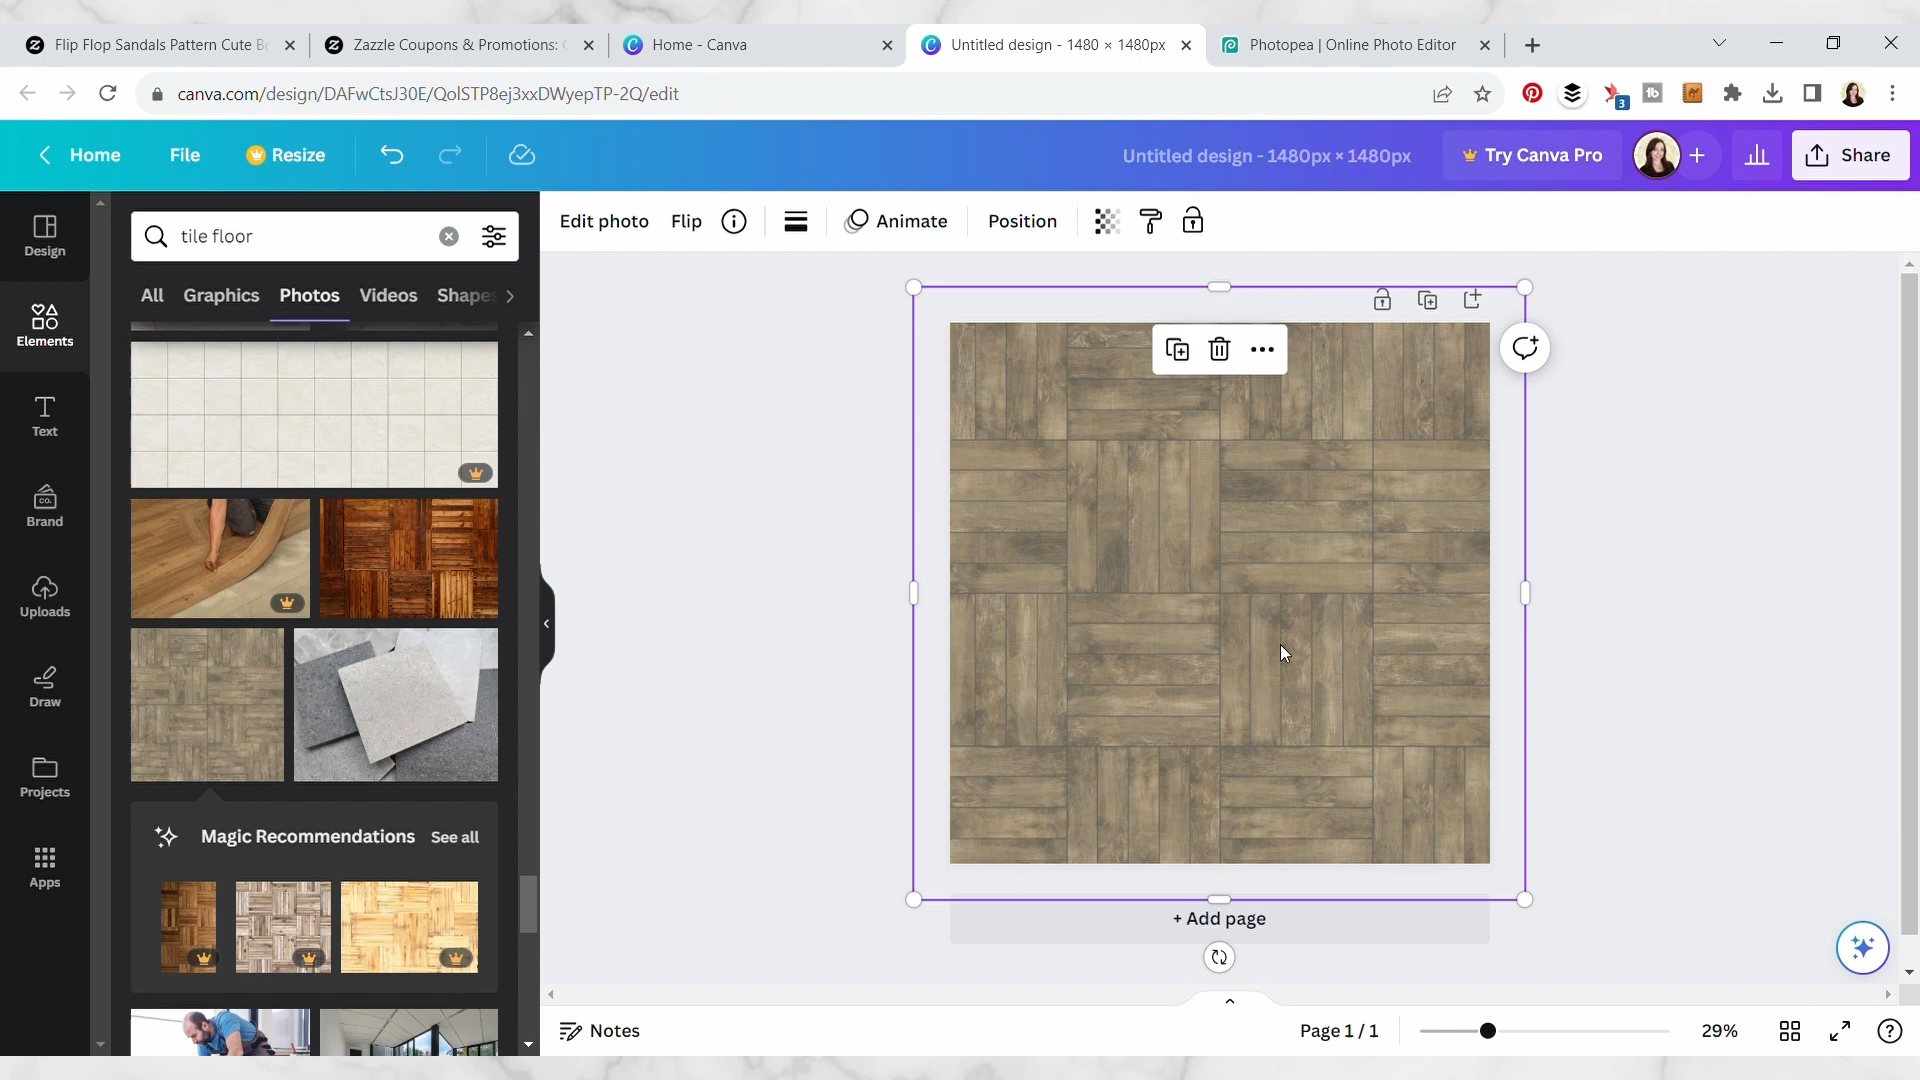 Flip Flop Sandals Pattern Cute Be
Zazzle Coupons & Promotions: C
Home - Canva
Untitled design - 1480 × 1480px
Photopea | Online Photo Editor
canva.com/design/DAFwCtsJ30E/QolSTP8ej3xxDWyepTP-2Q/edit
3
Home
File
Resize
Untitled design - 1480px × 1480px
Try Canva Pro
Share
Design
Elements
Text
Brand
Uploads
Draw
Projects
Apps
tile floor
All
Graphics
Photos
Videos
Shapes
Edit photo
Flip
Animate
Position
Magic Recommendations
See all
+ Add page
Notes
Page 1 / 1
29%